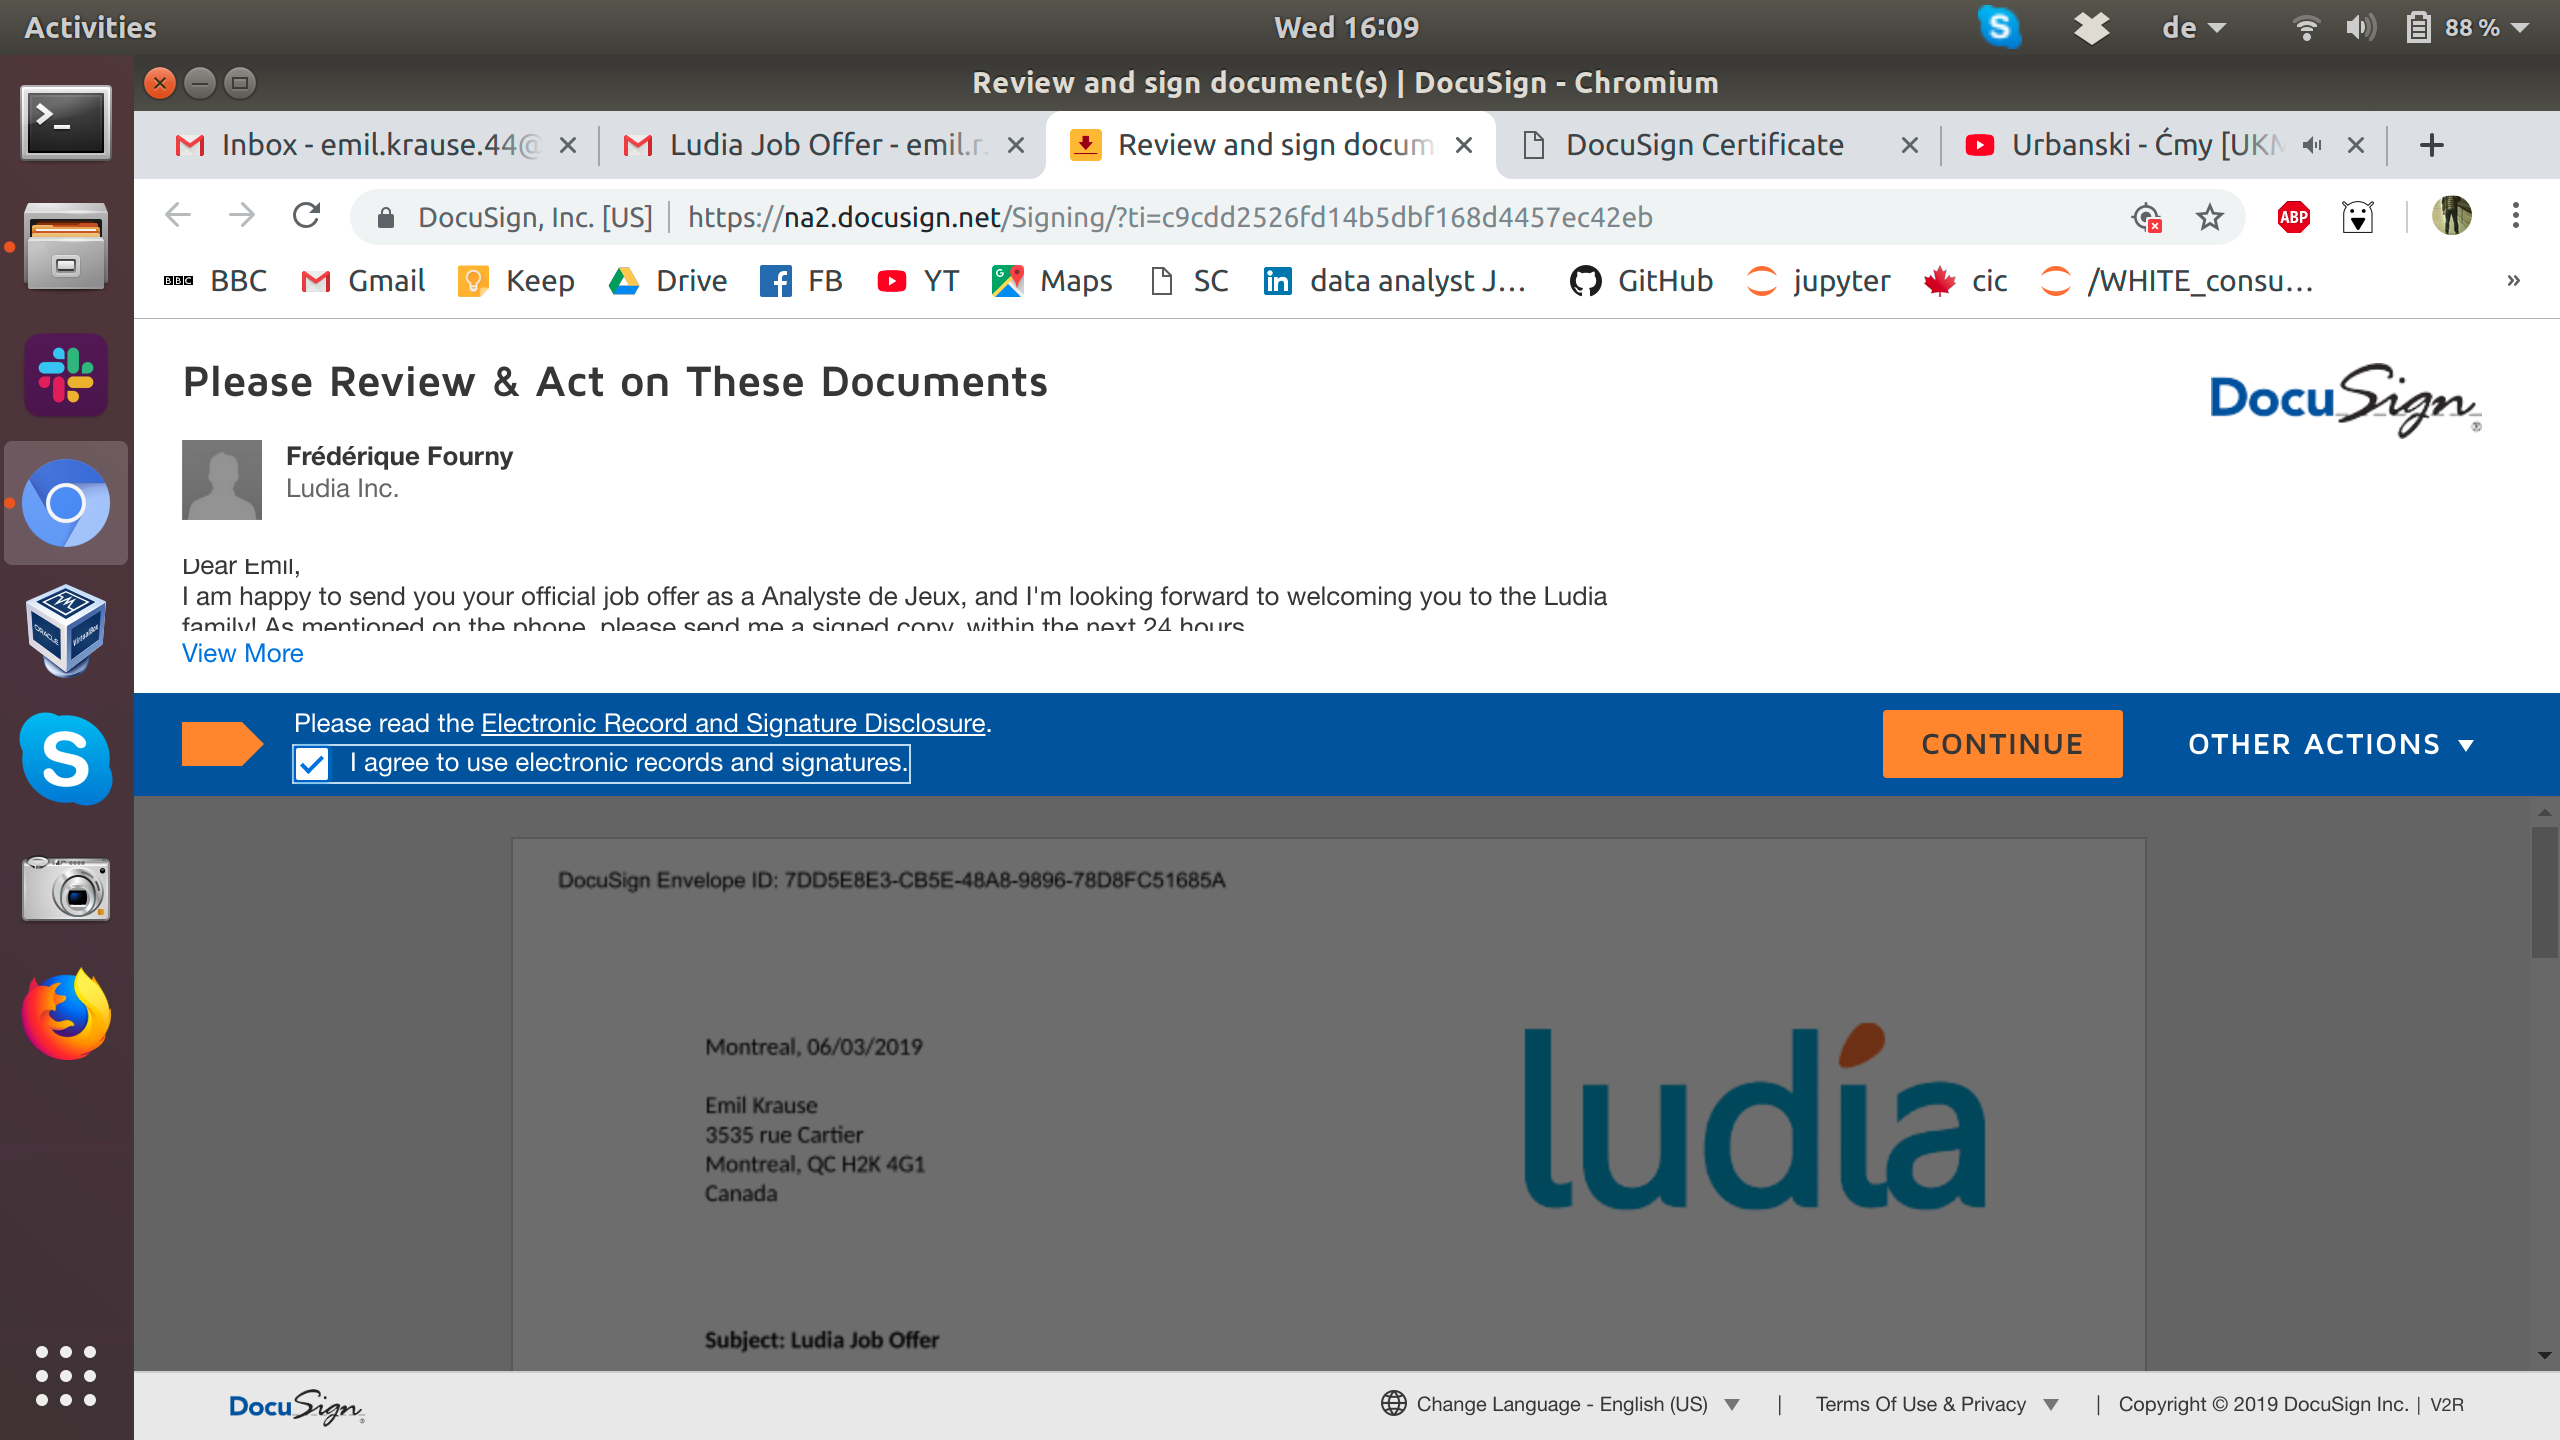 Activities
Wed 16:09
de
88 %
Review and sign document(s) | DocuSign - Chromium
Inbox - emil.krause.44@
Ludia Job Offer - emil.r.
Review and sign docum
DocuSign Certificate
Urbanski - Ćmy [UKM
DocuSign, Inc. [US]
https://na2.docusign.net/Signing/?ti=c9cdd2526fd14b5dbf168d4457ec42eb
ABP
BBC BBC
Gmail
Keep
Drive
FB
YT
Maps
SC
data analyst J...
GitHub
jupyter
cic
/WHITE_consu...
»
Please Review & Act on These Documents
DocuSign
Frédérique Fourny
Ludia Inc.
Dear Emil,
I am happy to send you your official job offer as a Analyste de Jeux, and I'm looking forward to welcoming you to the Ludia
family! As mentioned on the phone, please send me a signed copy, within the next 24 hours
View More
Please read the Electronic Record and Signature Disclosure.
I agree to use electronic records and signatures.
CONTINUE
OTHER ACTIONS
DocuSign Envelope ID: 7DD5E8E3-CB5E-48A8-9896-78D8FC51685A
Montreal, 06/03/2019
ludia
Emil Krause
3535 rue Cartier
Montreal, QC H2K 4G1
Canada
Subject: Ludia Job Offer
DocuSign
Change Language - English (US) | Terms Of Use & Privacy | Copyright © 2019 DocuSign Inc. | V2R